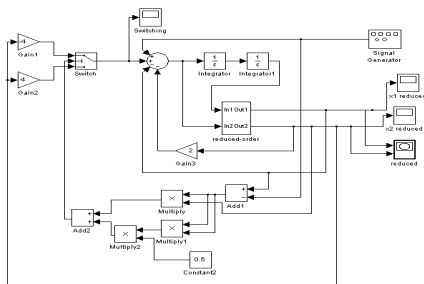 Switching
-4
Gain1
-4
Gain2
Switch
1
s
Integrator
1
s
Integrator1
Signal
Generator
x1 reduced
x2 reduced
reduced
In1 Out1
In2 Out2
reduced-order
2
Gain3
Add1
Multiply
Add2
Multiply1
Multiply2
0.5
Constant2